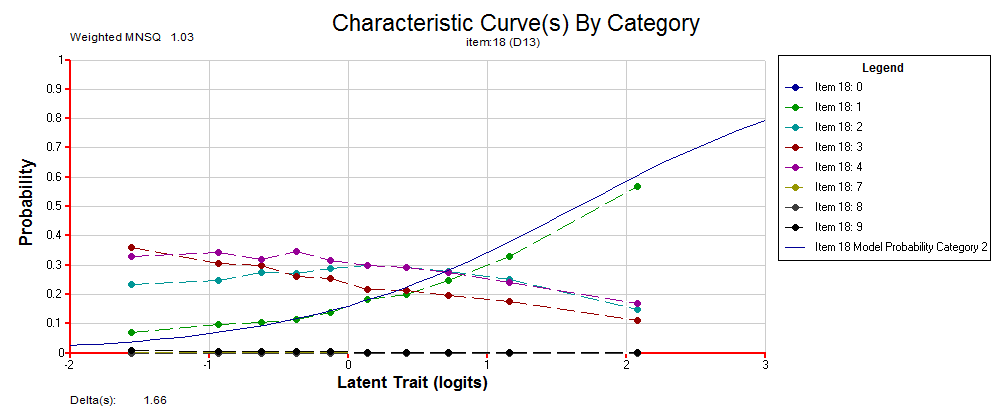 Characteristic Curve(s) By Category
Weighted MNSQ 1.03
item:18 (D13)
Legend
Item 18: 0
Item 18: 1
Item 18: 2
Item 18: 3
Item 18: 4
Item 18: 7
Item 18: 8
Item 18: 9
Item 18 Model Probability Category 2
Probability
1
0.9
0.8
0.7
0.6
0.5
0.4
0.3
0.2
0.1
0
-2 -1 0 1 2 3
Latent Trait (logits)
Delta(s): 1.66